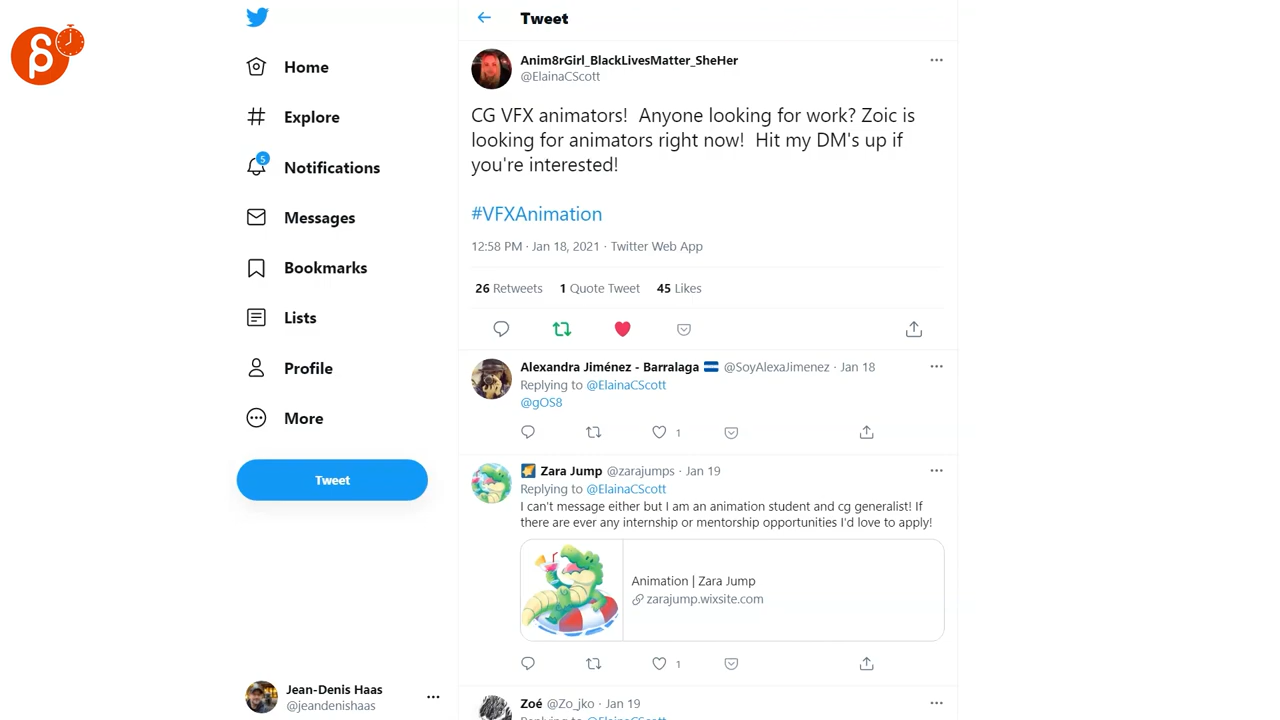 Tweet
Home
Explore
5
Notifications
Messages
Bookmarks
Lists
Profile
More
Tweet
Jean-Denis Haas
@jeandenishaas
Anim8rGirl_BlackLivesMatter_SheHer
@ElainaCScott
CG VFX animators! Anyone looking for work? Zoic is
looking for animators right now! Hit my DM's up if
you're interested!
#VFXAnimation
12:58 PM · Jan 18, 2021 · Twitter Web App
26 Retweets 1 Quote Tweet 45 Likes
Alexandra Jiménez - Barralaga @SoyAlexaJimenez · Jan 18
Replying to @ElainaCScott
@gOS8
1
Zara Jump @zarajumps · Jan 19
Replying to @ElainaCScott
I can't message either but I am an animation student and cg generalist! If
there are ever any internship or mentorship opportunities I'd love to apply!
Animation | Zara Jump
zarajump.wixsite.com
1
Zoé @Zo_jko · Jan 19
Replying to @ElainaCScott